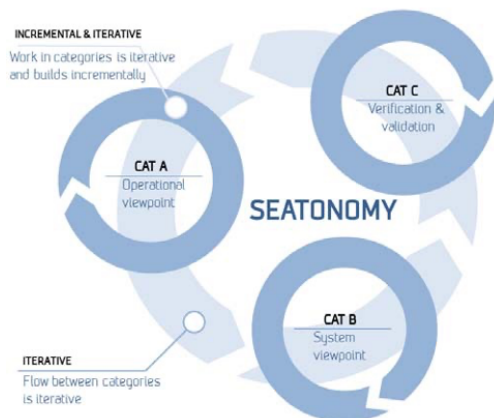 INCREMENTAL & ITERATIVE
Work in categories is iterative
and builds incrementally
CAT A
Operational
viewpoint
CAT C
Verification &
validation
SEATONOMY
CAT B
System
viewpoint
ITERATIVE
Flow between categories
is iterative